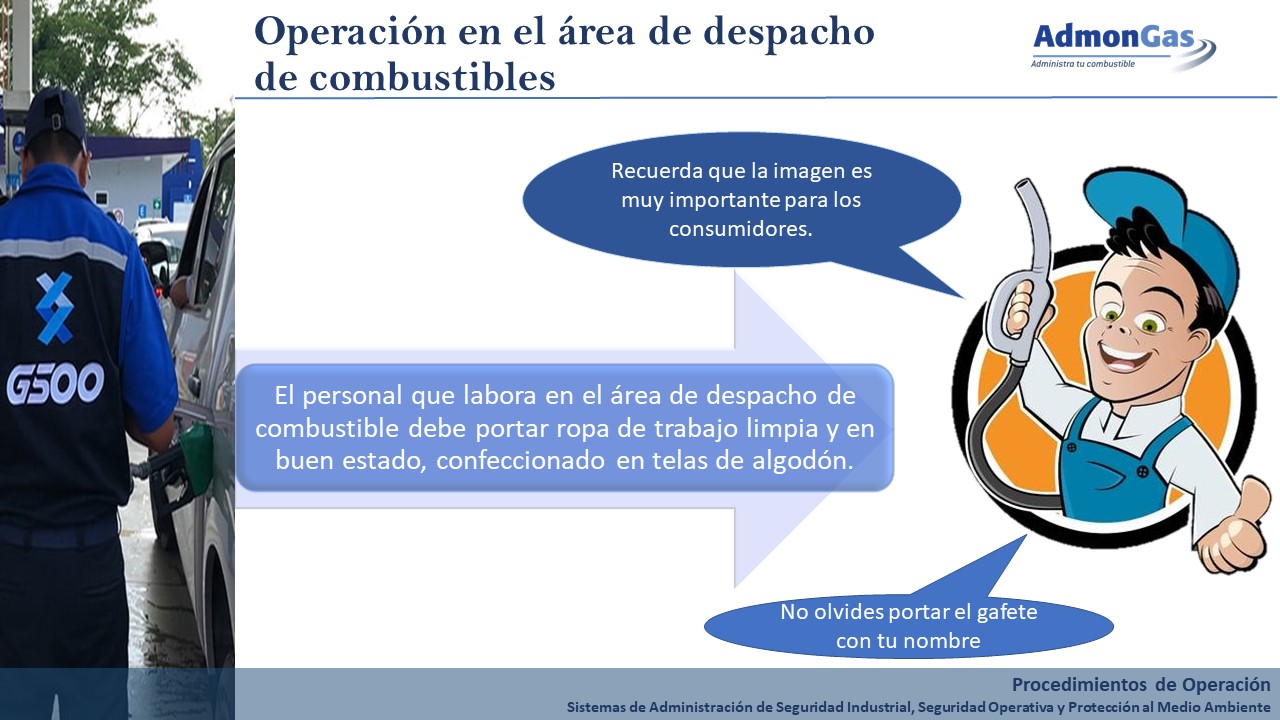 Operación en el área de despacho
de combustibles
AdmonGas
Administra tu combustible
Recuerda que la imagen es
muy importante para los
consumidores.
G500
El personal que labora en el área de despacho de
combustible debe portar ropa de trabajo limpia y en
buen estado, confeccionado en telas de algodón.
No olvides portar el gafete
con tu nombre
Procedimientos de Operación
Sistemas de Administración de Seguridad Industrial, Seguridad Operativa y Protección al Medio Ambiente